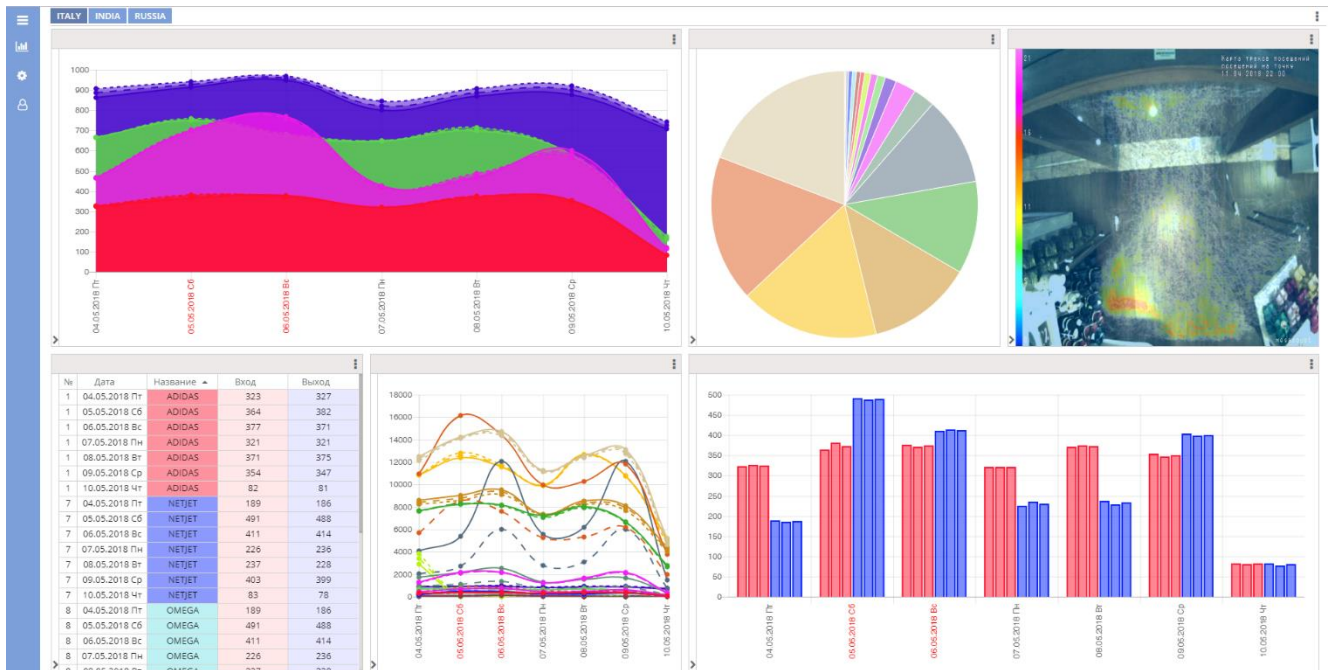 ITALY INDIA RUSSIA
1000
900
800
700
600
500
400
300
200
100
0
04.05.2018 Пт
05.05.2018 Сб
06.05.2018 Вс
07.05.2018 Пн
08.05.2018 Вт
09.05.2018 Ср
10.05.2018 Чт
21
16
11
Карта треков посещений
посещений на точки
№ Дата Название Вход Выход
1 04.05.2018 Пт ADIDAS 323 327
1 05.05.2018 Сб ADIDAS 364 382
1 06.05.2018 Вс ADIDAS 377 371
1 07.05.2018 Пн ADIDAS 321 321
1 08.05.2018 Вт ADIDAS 371 375
1 09.05.2018 Ср ADIDAS 354 347
1 10.05.2018 Чт ADIDAS 82 81
7 04.05.2018 Пт NETJET 189 186
7 05.05.2018 Сб NETJET 491 488
7 06.05.2018 Вс NETJET 411 414
7 07.05.2018 Пн NETJET 226 236
7 08.05.2018 Вт NETJET 237 228
7 09.05.2018 Ср NETJET 403 399
7 10.05.2018 Чт NETJET 83 78
8 04.05.2018 Пт OMEGA 189 186
8 05.05.2018 Сб OMEGA 491 488
8 06.05.2018 Вс OMEGA 411 414
8 07.05.2018 Пн OMEGA 226 236
18000
16000
14000
12000
10000
8000
6000
4000
2000
0
04.05.2018 Пт
05.05.2018 Сб
06.05.2018 Вс
07.05.2018 Пн
08.05.2018 Вт
09.05.2018 Ср
10.05.2018 Чт
500
450
400
350
300
250
200
150
100
50
0
04.05.2018 Пт
05.05.2018 Сб
06.05.2018 Вс
07.05.2018 Пн
08.05.2018 Вт
09.05.2018 Ср
10.05.2018 Чт